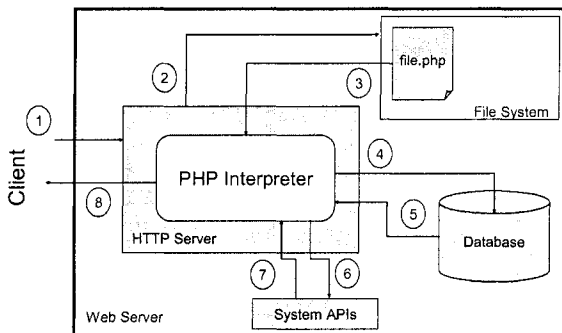 file.php
File System
2
3
1
Client
PHP Interpreter
4
8
5
Database
HTTP Server
7
6
System APIs
Web Server